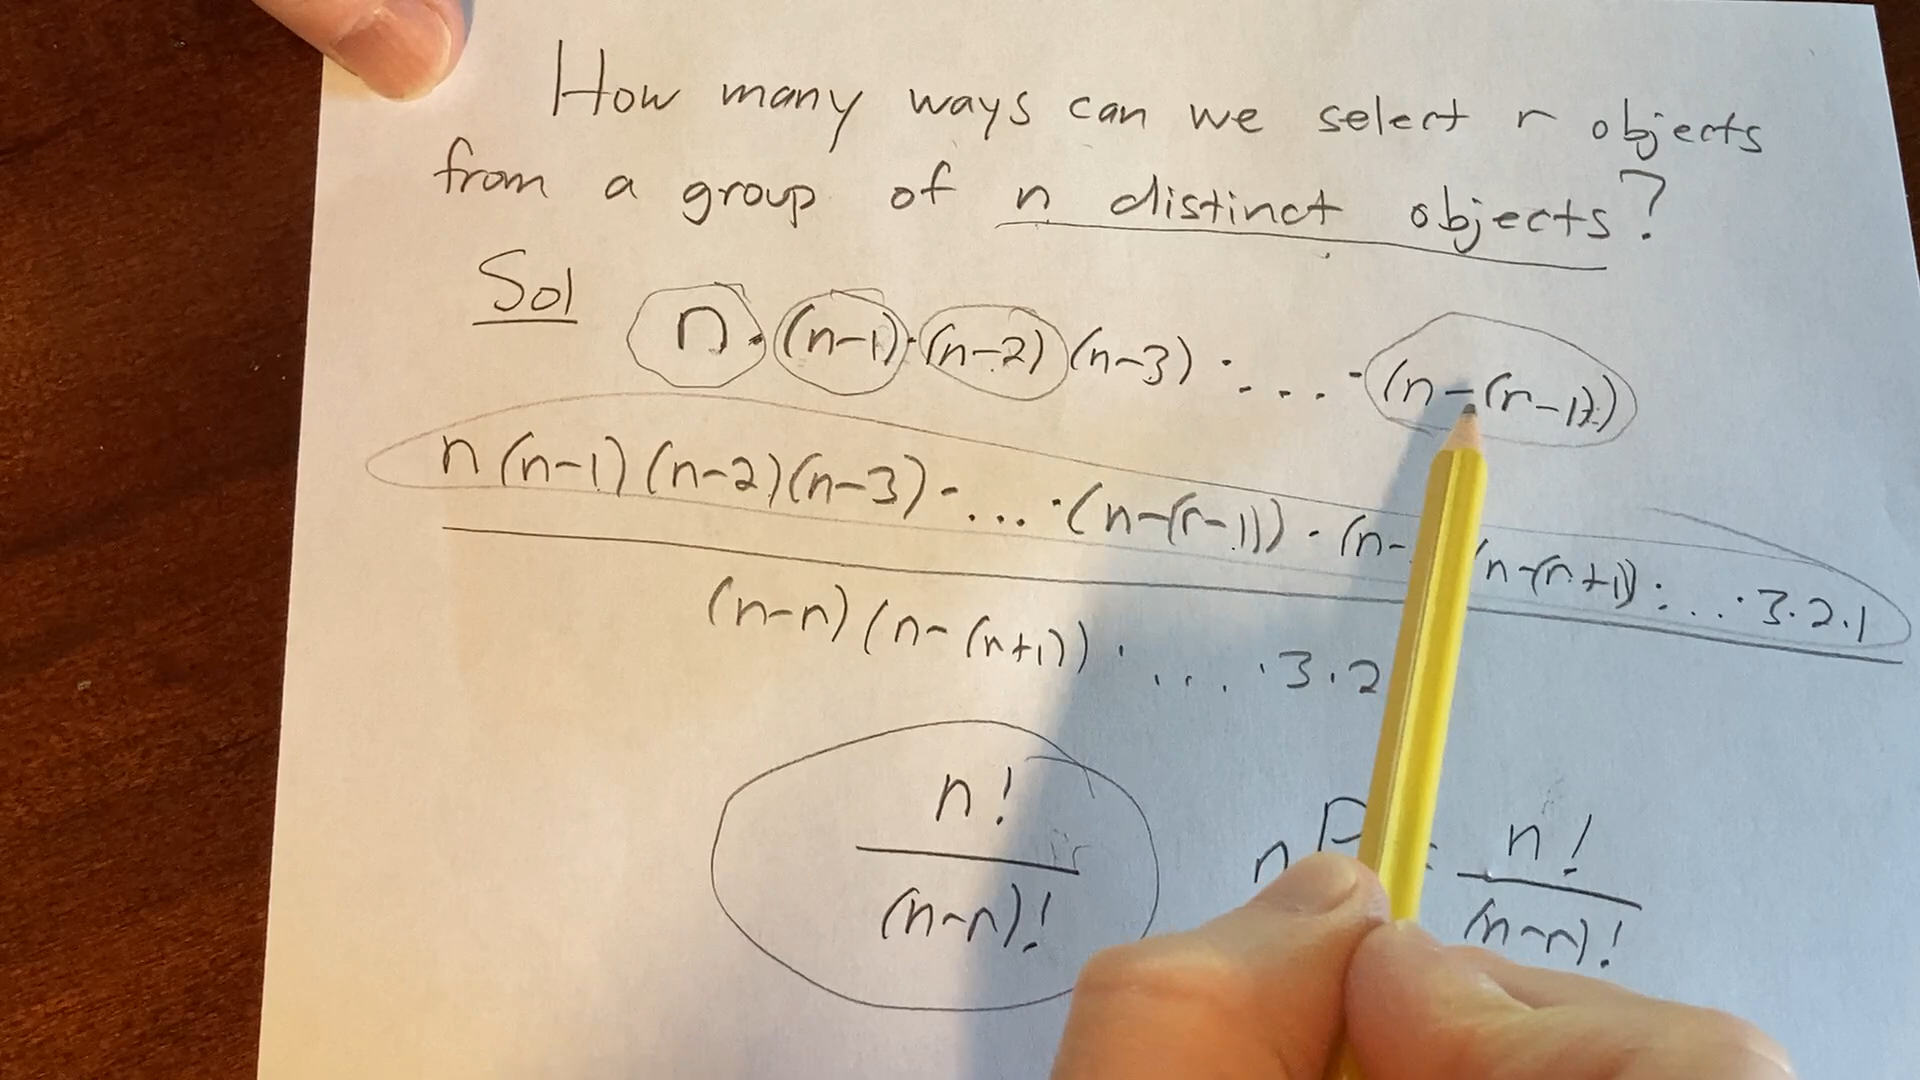 How many ways can we select r objects
from a group of n distinct objects?
Sol n·(n-1)·(n-2)(n-3)·...·(n-(r-1))
n(n-1)(n-2)(n-3)·...·(n-(r-1))·(n- (n-(r+1))·...·3·2·1
(n-r)(n-(r+1))·...·3·2
n!
(n-r)!
nP = n!
(n-r)!